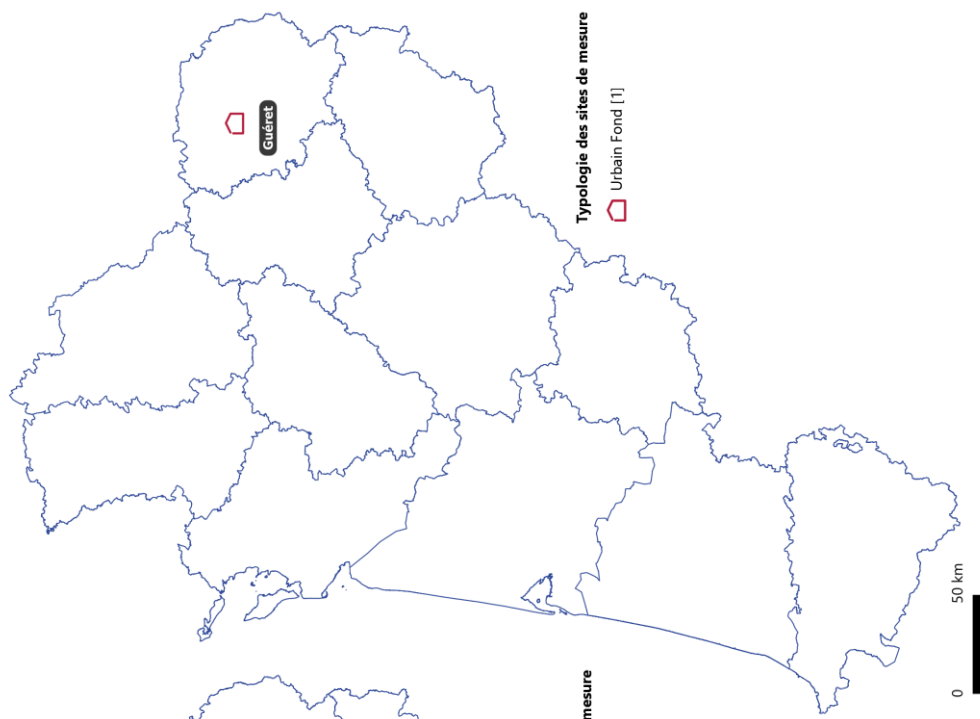 Guéret
Typologie des sites de mesure
Urbain Fond [1]
mesure
0
50 km